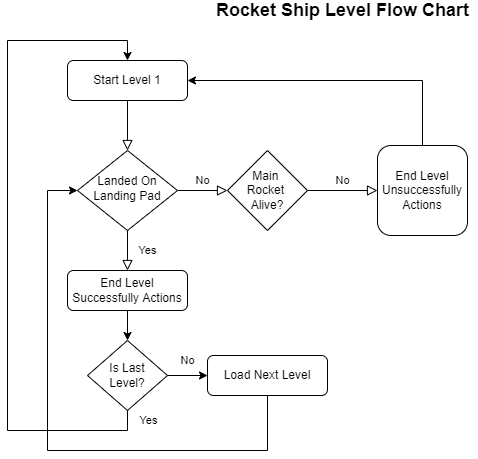 Rocket Ship Level Flow Chart
Start Level 1
Landed On
Landing Pad
No
Main
Rocket
Alive?
No
End Level
Unsuccessfully
Actions
Yes
End Level
Successfully Actions
Is Last
Level?
No
Load Next Level
Yes